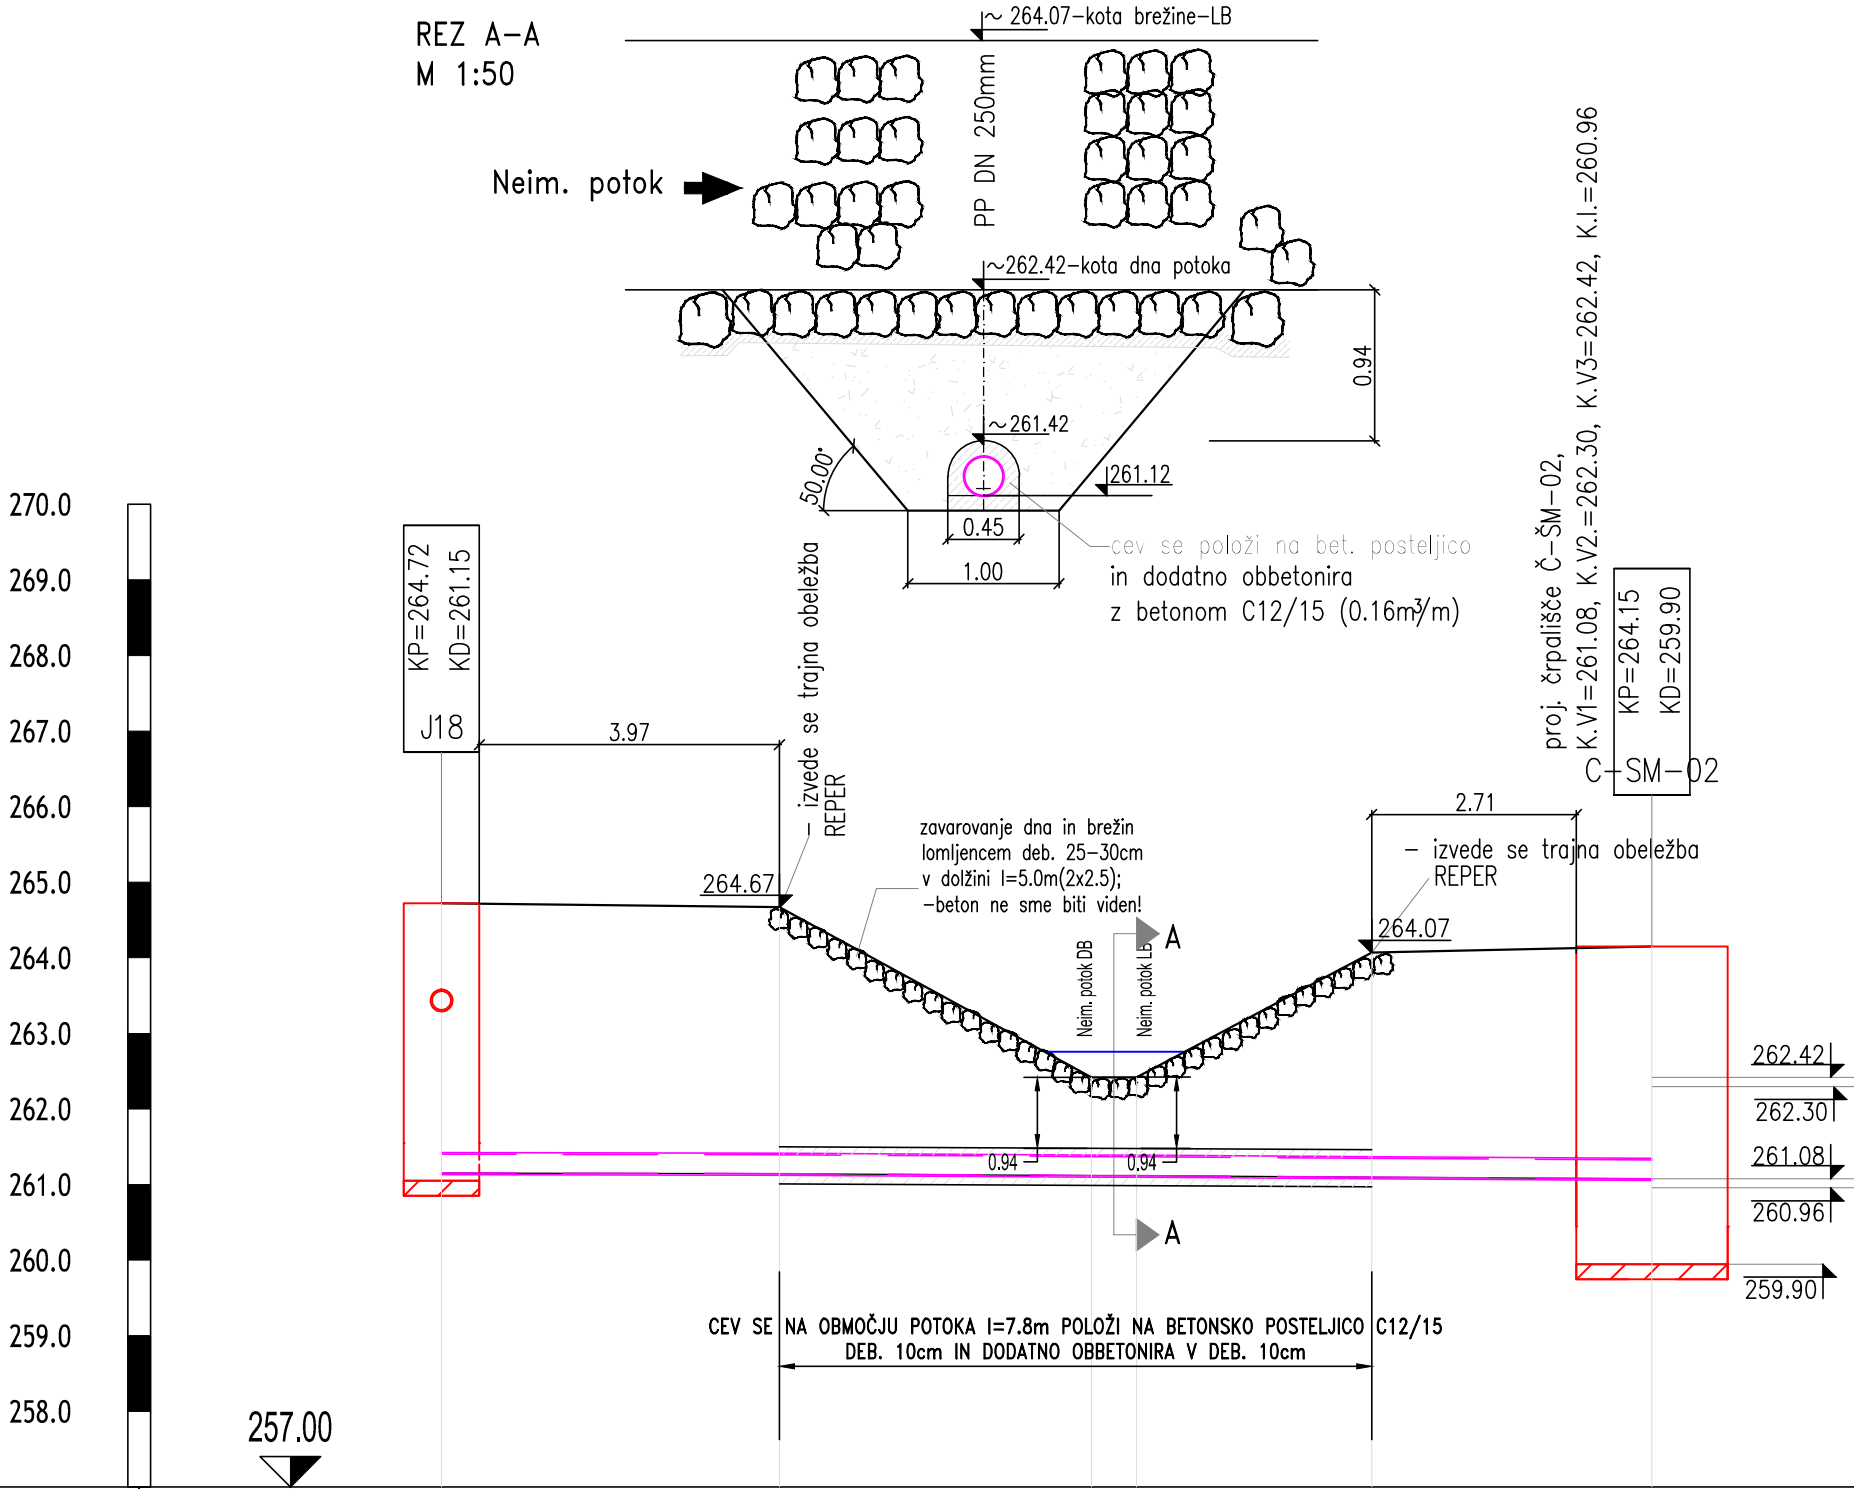 REZ A-A
M 1:50
~ 264.07-kota brežine-LB
PP DN 250mm
Neim. potok
~262.42-kota dna potoka
0.94
~261.42
50.00°
261.12
0.45
1.00
cev se položi na bet. posteljico
in dodatno obbetonira
z betonom C12/15 (0.16m³/m)
proj. črpališče Č-ŠM-02,
K.V1=261.08, K.V2.=262.30, K.V3=262.42, K.I.=260.96
KP=264.15
KD=259.90
C-SM-02
KP=264.72
KD=261.15
J18
270.0
269.0
268.0
267.0
266.0
265.0
264.0
263.0
262.0
261.0
260.0
259.0
258.0
257.00
3.97
- izvede se trajna obeležba
REPER
2.71
- izvede se trajna obeležba
REPER
264.67
zavarovanje dna in brežin
lomljencem deb. 25-30cm
v dolžini l=5.0m(2x2.5);
-beton ne sme biti viden!
A
264.07
Neim. potok DB
Neim. potok LB
0.94
0.94
A
262.42
262.30
261.08
260.96
259.90
CEV SE NA OBMOČJU POTOKA l=7.8m POLOŽI NA BETONSKO POSTELJICO C12/15
DEB. 10cm IN DODATNO OBBETONIRA V DEB. 10cm